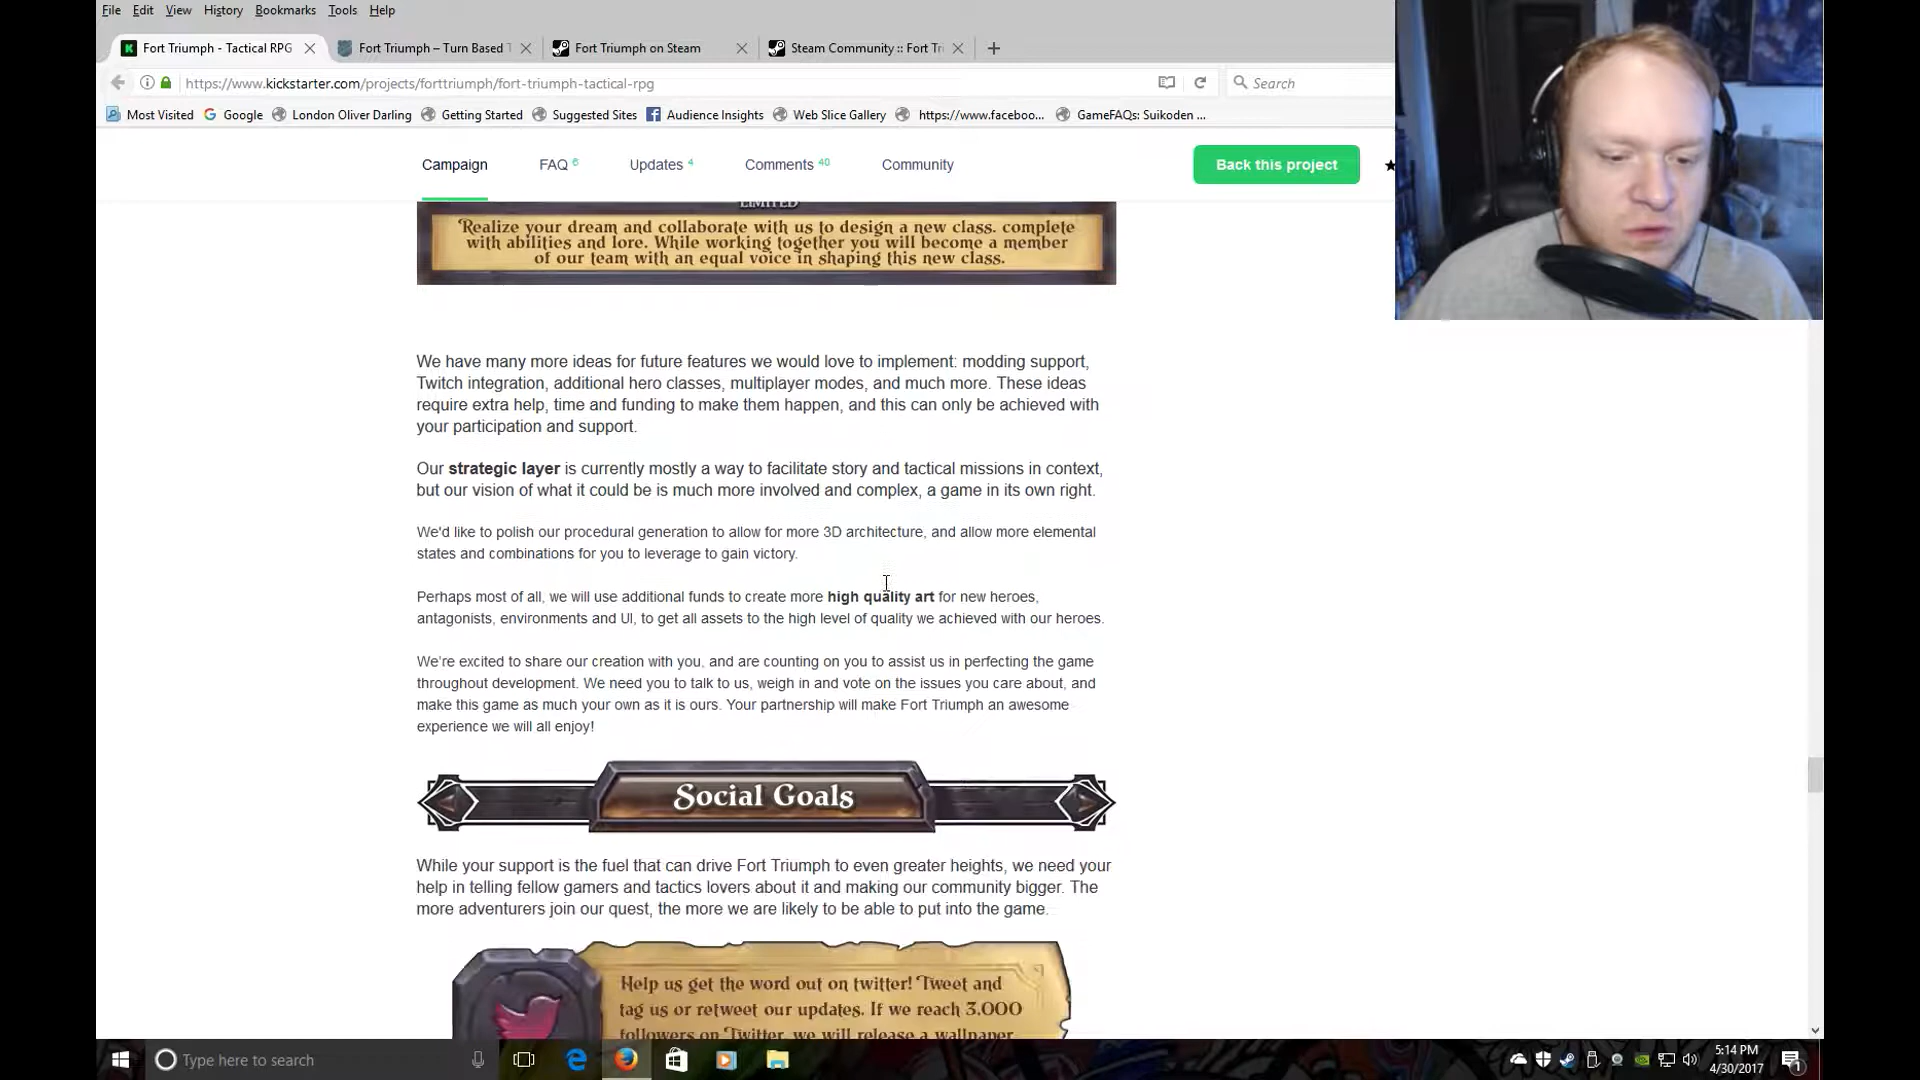 File Edit View History Bookmarks Tools Help
Fort Triumph - Tactical RPG
Fort Triumph – Turn Based T
Fort Triumph on Steam
Steam Community :: Fort Tri
https://www.kickstarter.com/projects/forttriumph/fort-triumph-tactical-rpg
Search
Most Visited Google London Oliver Darling Getting Started Suggested Sites Audience Insights Web Slice Gallery https://www.faceboo... GameFAQs: Suikoden ...
Campaign FAQ 6 Updates 4 Comments 40 Community Back this project
LIMITED
Realize your dream and collaborate with us to design a new class. complete
with abilities and lore. While working together you will become a member
of our team with an equal voice in shaping this new class.
We have many more ideas for future features we would love to implement: modding support,
Twitch integration, additional hero classes, multiplayer modes, and much more. These ideas
require extra help, time and funding to make them happen, and this can only be achieved with
your participation and support.
Our strategic layer is currently mostly a way to facilitate story and tactical missions in context,
but our vision of what it could be is much more involved and complex, a game in its own right.
We'd like to polish our procedural generation to allow for more 3D architecture, and allow more elemental
states and combinations for you to leverage to gain victory.
Perhaps most of all, we will use additional funds to create more high quality art for new heroes,
antagonists, environments and UI, to get all assets to the high level of quality we achieved with our heroes.
We're excited to share our creation with you, and are counting on you to assist us in perfecting the game
throughout development. We need you to talk to us, weigh in and vote on the issues you care about, and
make this game as much your own as it is ours. Your partnership will make Fort Triumph an awesome
experience we will all enjoy!
Social Goals
While your support is the fuel that can drive Fort Triumph to even greater heights, we need your
help in telling fellow gamers and tactics lovers about it and making our community bigger. The
more adventurers join our quest, the more we are likely to be able to put into the game.
Help us get the word out on twitter! Tweet and
tag us or retweet our updates. If we reach 3.000
followers on Twitter, we will release a wallpaper
Type here to search
5:14 PM
4/30/2017